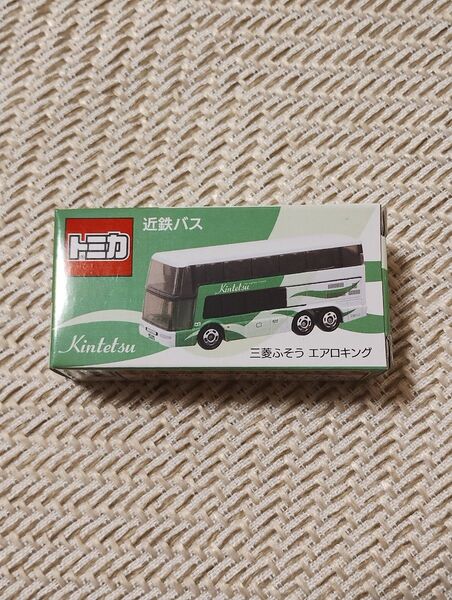 近鉄バス
トミカ
Kintetsu
Kintetsu
三菱ふそう エアロキング